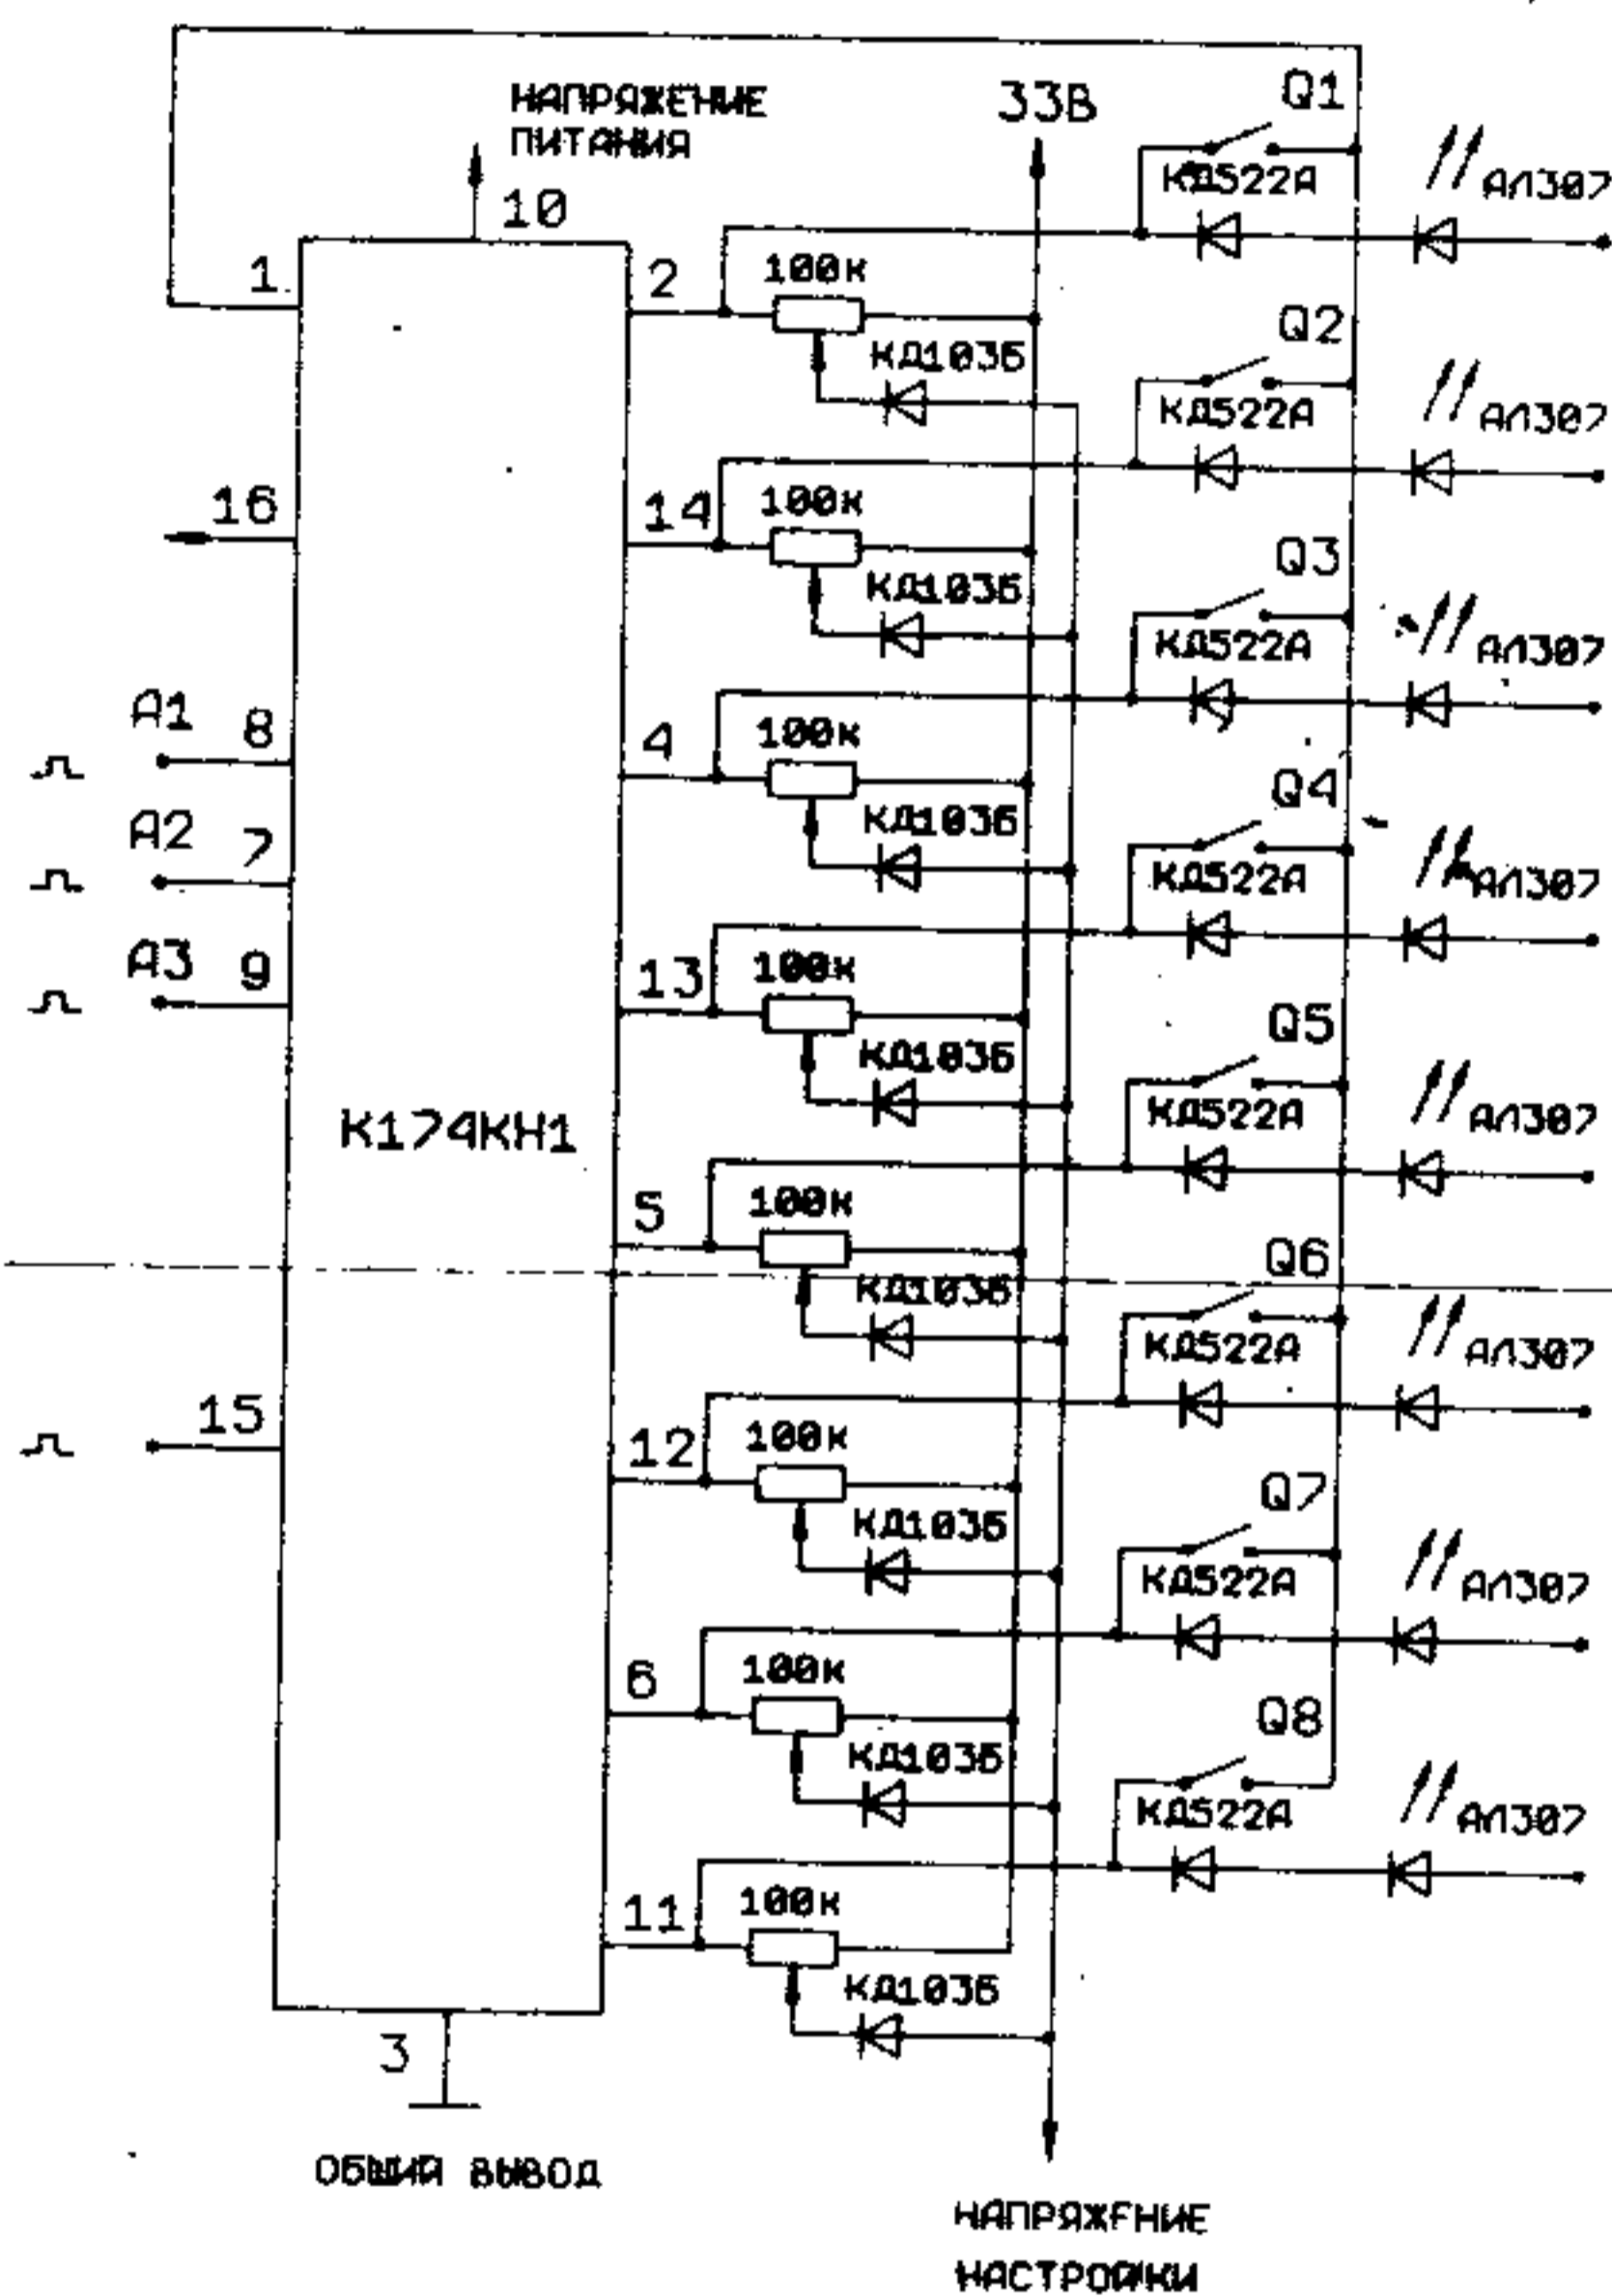 НАПРЯЖЕНИЕ
ПИТАНИЯ
33В
Q1
КД522А
АЛ307
10
1
2
100к
КД103Б
Q2
КД522А
АЛ307
16
14
100к
КД103Б
Q3
КД522А
АЛ307
А1
8
4
100к
КД103Б
Q4
КД522А
АЛ307
А2
7
А3
9
13
100к
КД103Б
Q5
КД522А
АЛ307
К174КН1
5
100к
КД103Б
Q6
КД522А
АЛ307
15
12
100к
КД103Б
Q7
КД522А
АЛ307
6
100к
КД103Б
Q8
КД522А
АЛ307
11
100к
КД103Б
3
ОБЩИЙ ВЫВОД
НАПРЯЖЕНИЕ
НАСТРОЙКИ